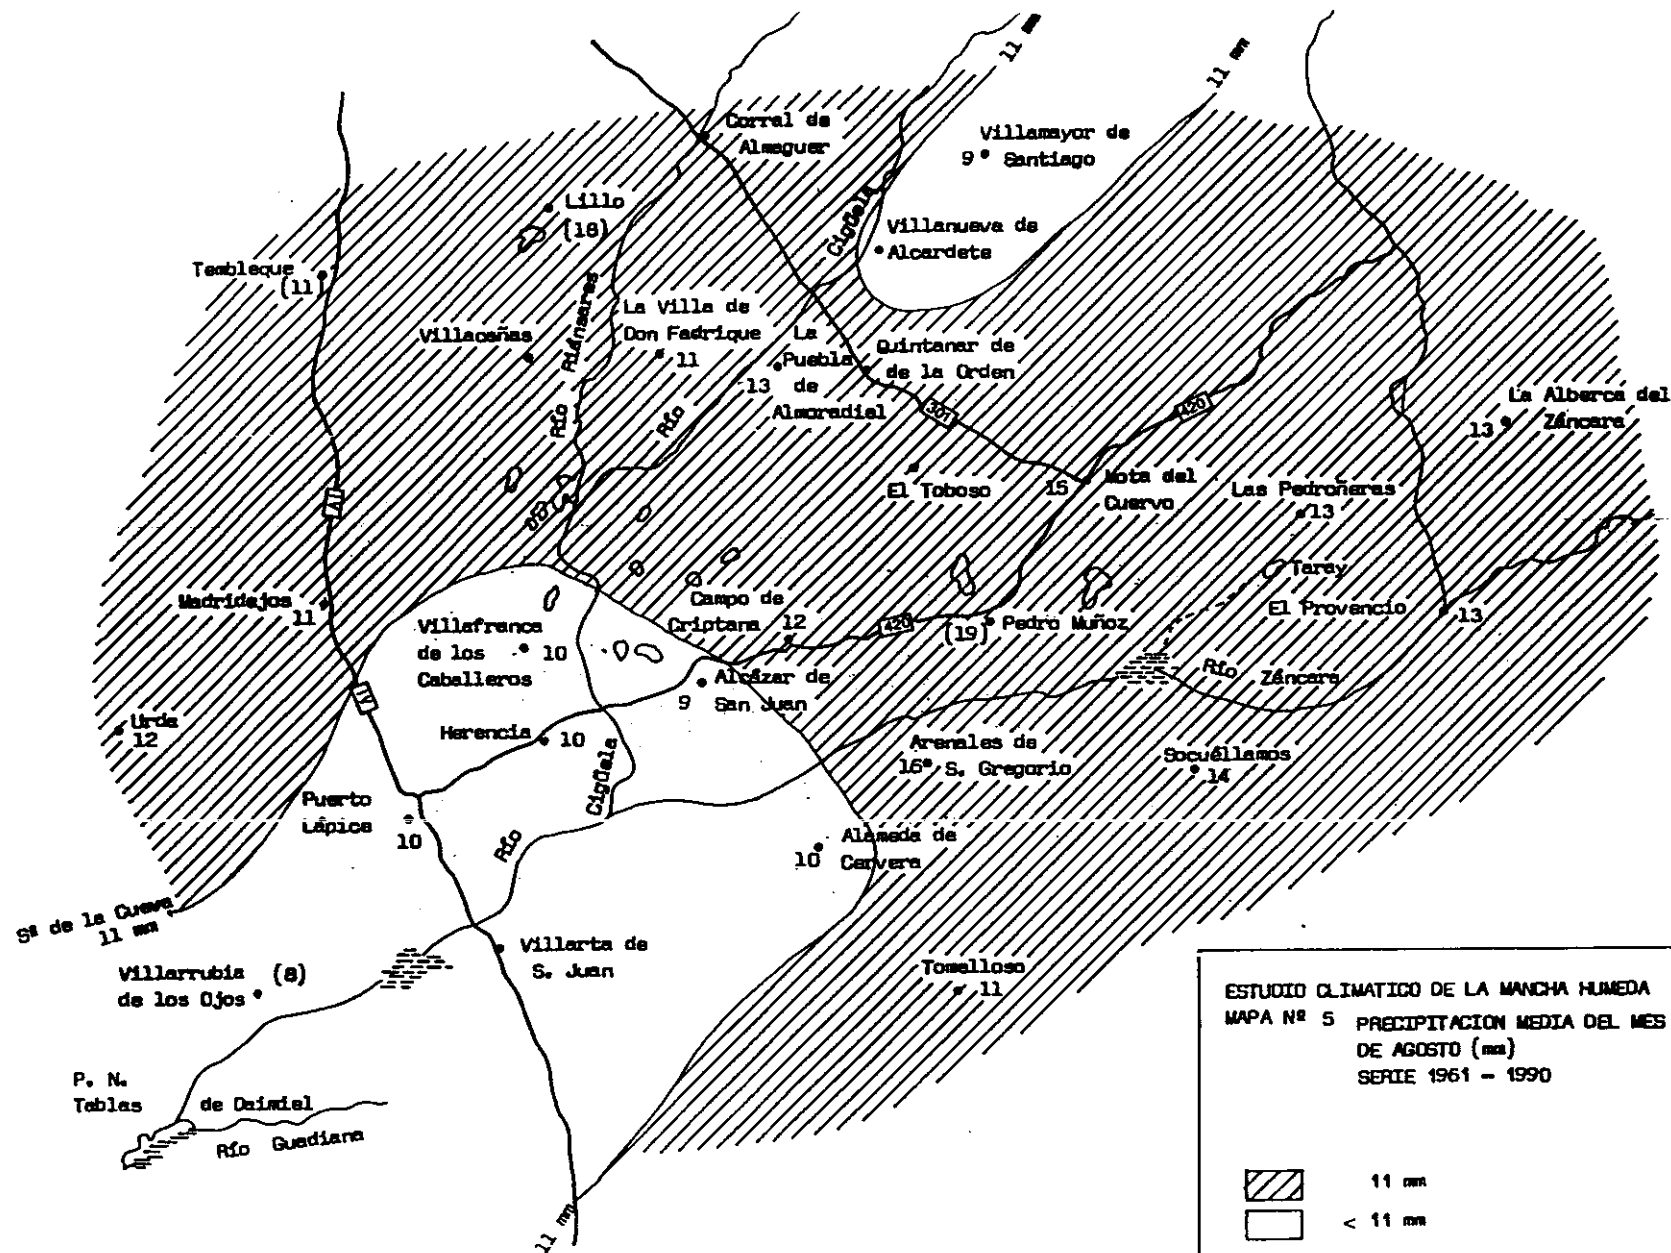 11 mm
11 mm
Corral de
Almaguer
Villamayor de
9 Santiago
Lillo
(18)
Cigüela
Villanueva de
Alcardete
Tembleque
(11)
Riánsares
Río
La Villa de
Don Fadrique
11
Villacañas
La
Puebla
de
Almoradiel
13
Río
Quintanar de
de la Orden
301
420
La Alberca del
Záncara
13
El Toboso
15
Mota del
Cuervo
Las Pedroñeras
13
IV
Taray
El Provencio
13
Madridejos
11
Campo de
Criptana
12
420
(19)
Pedro Muñoz
Villafranca
de los
Caballeros
10
Río
Záncara
IV
Alcázar de
San Juan
9
Urda
12
Herencia
10
Cigüela
Río
Arenales de
16 S. Gregorio
Socuéllamos
14
Puerto
Lápice
10
Alameda de
10 Cervera
Sª de la Cueva
11 mm
Villarta de
S. Juan
Villarrubia (8)
de los Ojos
Tomelloso
11
P. N.
Tablas de Daimiel
Río Guadiana
11 mm
ESTUDIO CLIMATICO DE LA MANCHA HUMEDA
MAPA Nº 5 PRECIPITACION MEDIA DEL MES
DE AGOSTO (mm)
SERIE 1961 - 1990
11 mm
< 11 mm